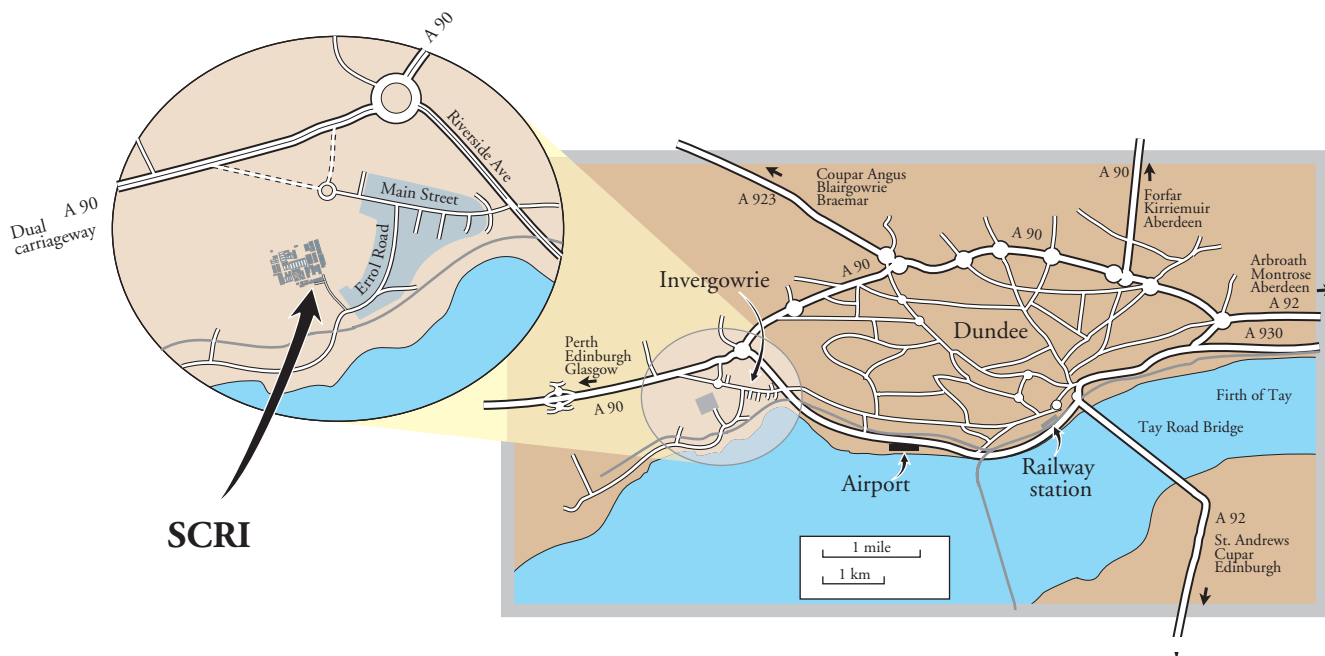 A 90
Riverside Ave
Main Street
A 90
Dual
carriageway
Errol Road
SCRI
A 923
Coupar Angus
Blairgowrie
Braemar
A 90
Forfar
Kirriemuir
Aberdeen
A 90
A 90
Arbroath
Montrose
Aberdeen
A 92
A 930
Invergowrie
Dundee
Perth
Edinburgh
Glasgow
A 90
Firth of Tay
Tay Road Bridge
Airport
Railway
station
A 92
St. Andrews
Cupar
Edinburgh
1 mile
1 km